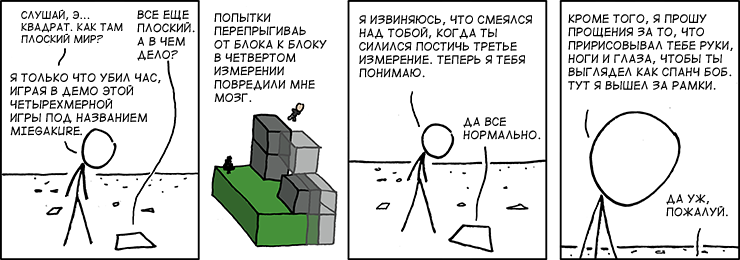 СЛУШАЙ, Э...
КВАДРАТ. КАК ТАМ
ПЛОСКИЙ МИР?
ВСЕ ЕЩЕ
ПЛОСКИЙ.
А В ЧЕМ
ДЕЛО?
Я ТОЛЬКО ЧТО УБИЛ ЧАС,
ИГРАЯ В ДЕМО ЭТОЙ
ЧЕТЫРЕХМЕРНОЙ
ИГРЫ ПОД НАЗВАНИЕМ
MIEGAKURE.
ПОПЫТКИ
ПЕРЕПРЫГИВАЬ
ОТ БЛОКА К БЛОКУ
В ЧЕТВЕРТОМ
ИЗМЕРЕНИИ
ПОВРЕДИЛИ МНЕ
МОЗГ.
Я ИЗВИНЯЮСЬ, ЧТО СМЕЯЛСЯ
НАД ТОБОЙ, КОГДА ТЫ
СИЛИЛСЯ ПОСТИЧЬ ТРЕТЬЕ
ИЗМЕРЕНИЕ. ТЕПЕРЬ Я ТЕБЯ
ПОНИМАЮ.
ДА ВСЕ
НОРМАЛЬНО.
КРОМЕ ТОГО, Я ПРОШУ
ПРОЩЕНИЯ ЗА ТО, ЧТО
ПРИРИСОВЫВАЛ ТЕБЕ РУКИ,
НОГИ И ГЛАЗА, ЧТОБЫ ТЫ
ВЫГЛЯДЕЛ КАК СПАНЧ БОБ.
ТУТ Я ВЫШЕЛ ЗА РАМКИ.
ДА УЖ,
ПОЖАЛУЙ.